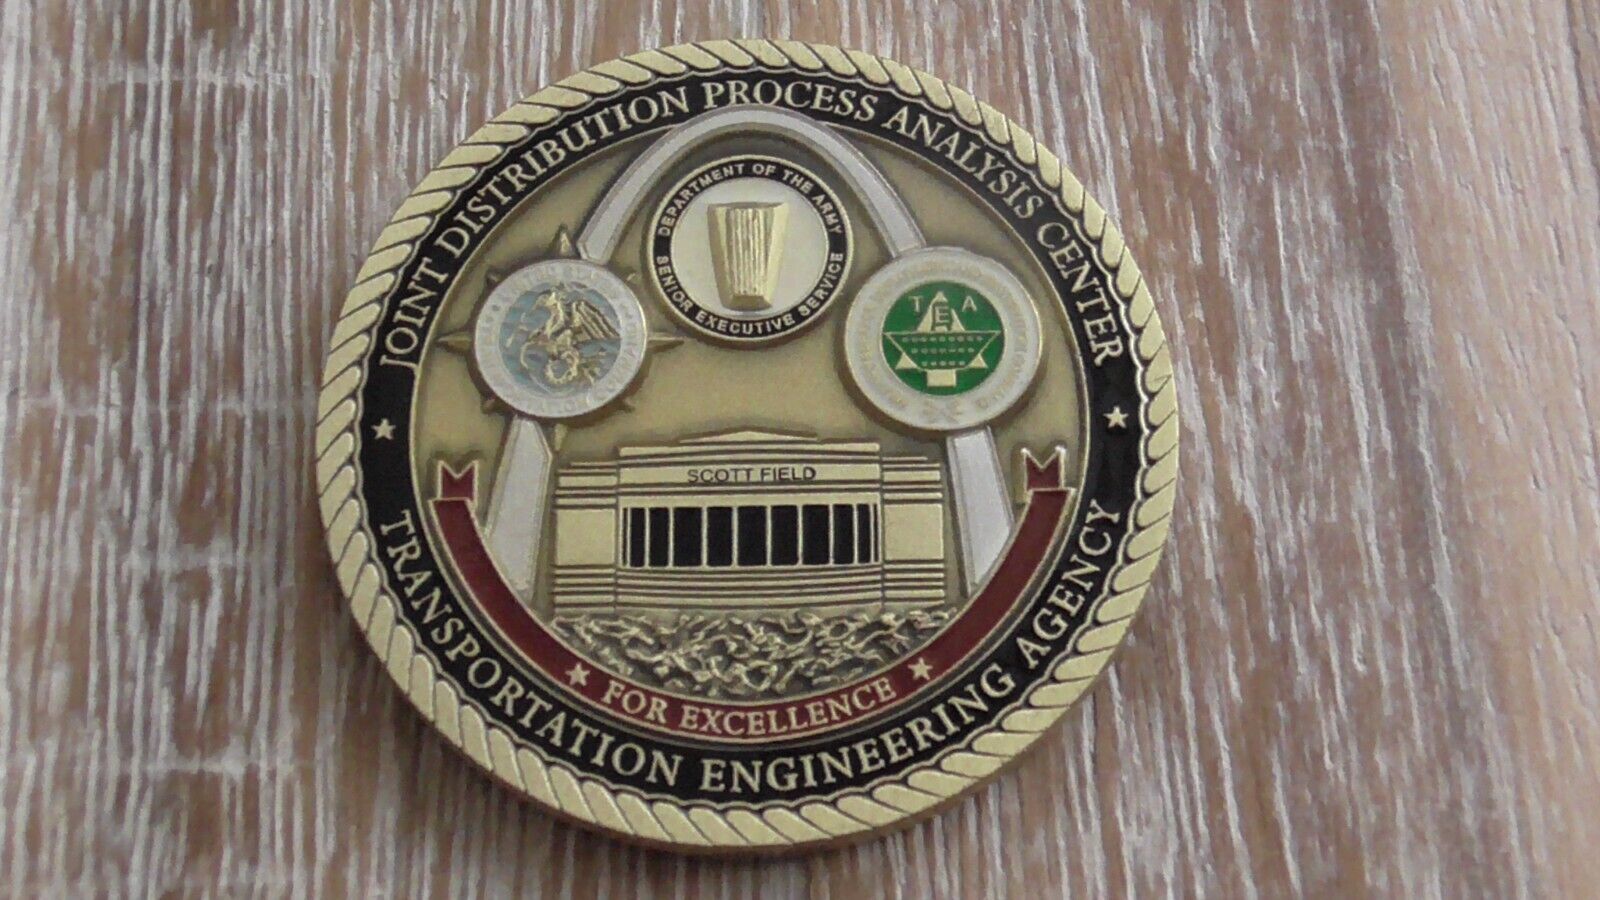 JOINT DISTRIBUTION PROCESS ANALYSIS CENTER
DEPARTMENT OF THE ARMY
SENIOR EXECUTIVE SERVICE
TEA
SCOTT FIELD
FOR EXCELLENCE
TRANSPORTATION ENGINEERING AGENCY